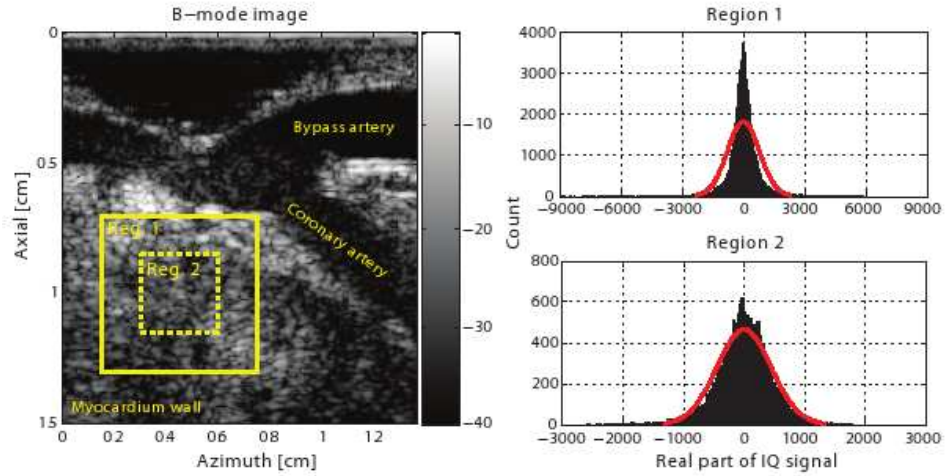 B−mode image
0
0.5
1
15
Axial [cm]
0 02 04 06 08 1 12
Azimuth [cm]
−10
−20
−30
−40
Bypass artery
Coronary artery
Reg. 1
Reg. 2
Myocardium wall
Region 1
4000
3000
2000
1000
0
−9000 −6000 −3000 0 3000 6000 9000
Count
Region 2
800
600
400
200
0
−3000 −2000 −1000 0 1000 2000 3000
Real part of IQ signal